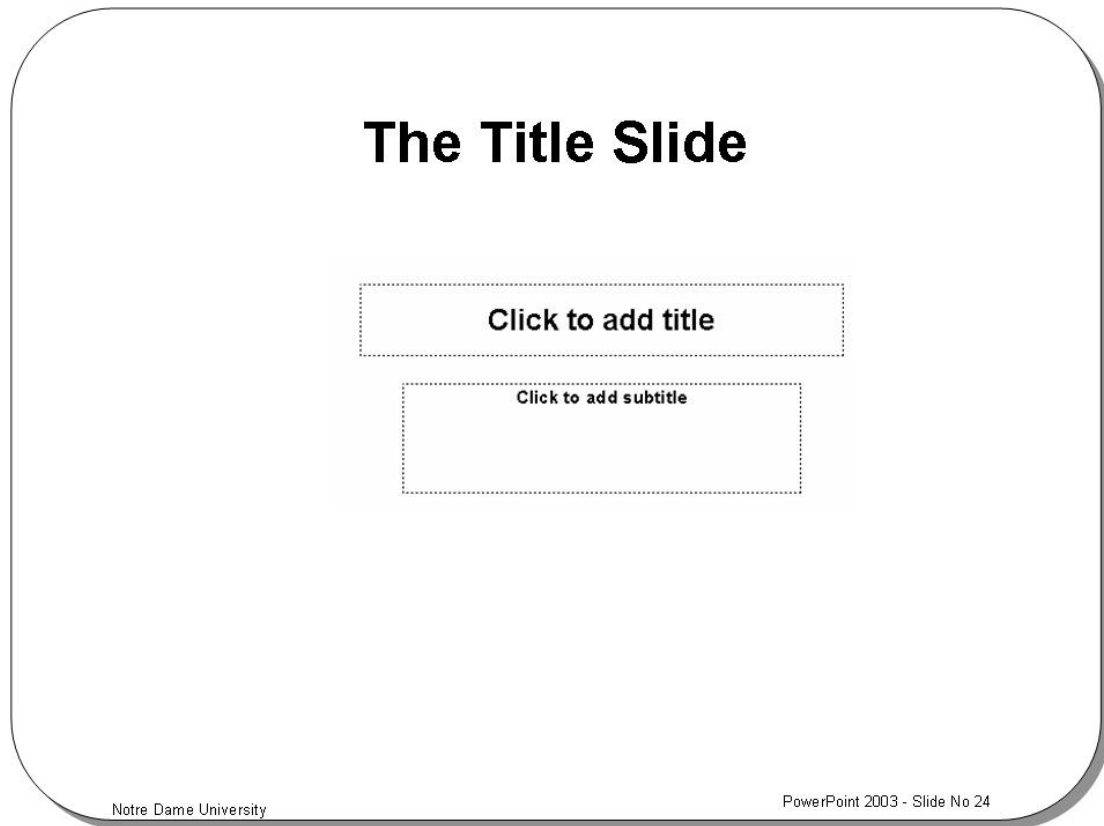 The Title Slide
Click to add title
Click to add subtitle
Notre Dame University
PowerPoint 2003 - Slide No 24